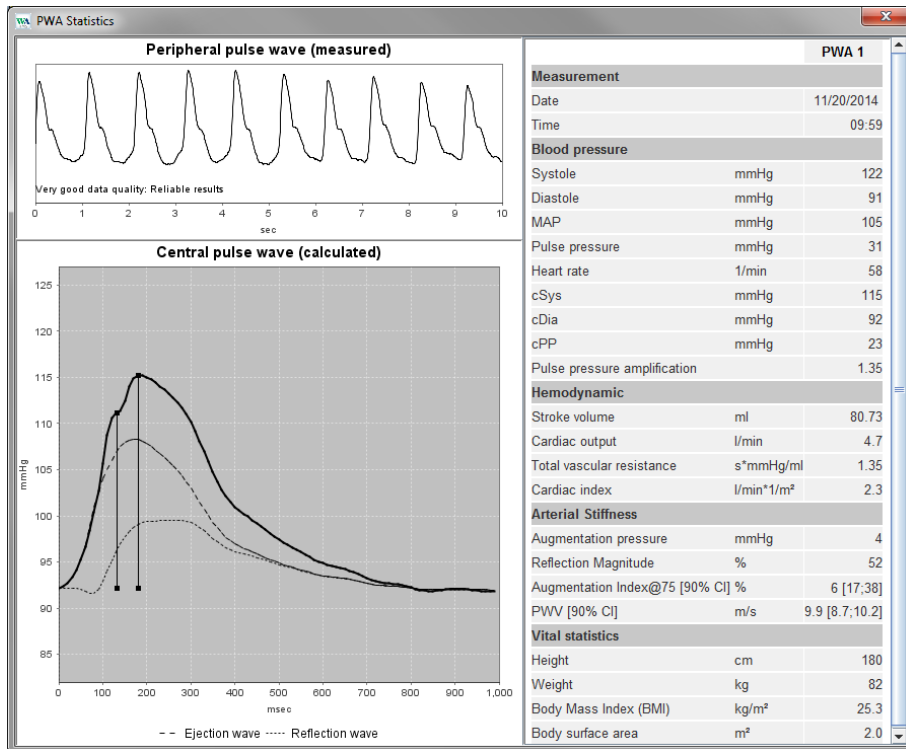 PWA Statistics
Peripheral pulse wave (measured)
Very good data quality: Reliable results
0 1 2 3 4 5 6 7 8 9 10
sec
Central pulse wave (calculated)
125
120
115
110
105
100
95
90
85
mmHg
0 100 200 300 400 500 600 700 800 900 1,000
msec
Ejection wave Reflection wave
PWA 1
Measurement
Date 11/20/2014
Time 09:59
Blood pressure
Systole mmHg 122
Diastole mmHg 91
MAP mmHg 105
Pulse pressure mmHg 31
Heart rate 1/min 58
cSys mmHg 115
cDia mmHg 92
cPP mmHg 23
Pulse pressure amplification 1.35
Hemodynamic
Stroke volume ml 80.73
Cardiac output l/min 4.7
Total vascular resistance s*mmHg/ml 1.35
Cardiac index l/min*1/m² 2.3
Arterial Stiffness
Augmentation pressure mmHg 4
Reflection Magnitude % 52
Augmentation Index@75 [90% CI] % 6 [17;38]
PWV [90% CI] m/s 9.9 [8.7;10.2]
Vital statistics
Height cm 180
Weight kg 82
Body Mass Index (BMI) kg/m² 25.3
Body surface area m² 2.0